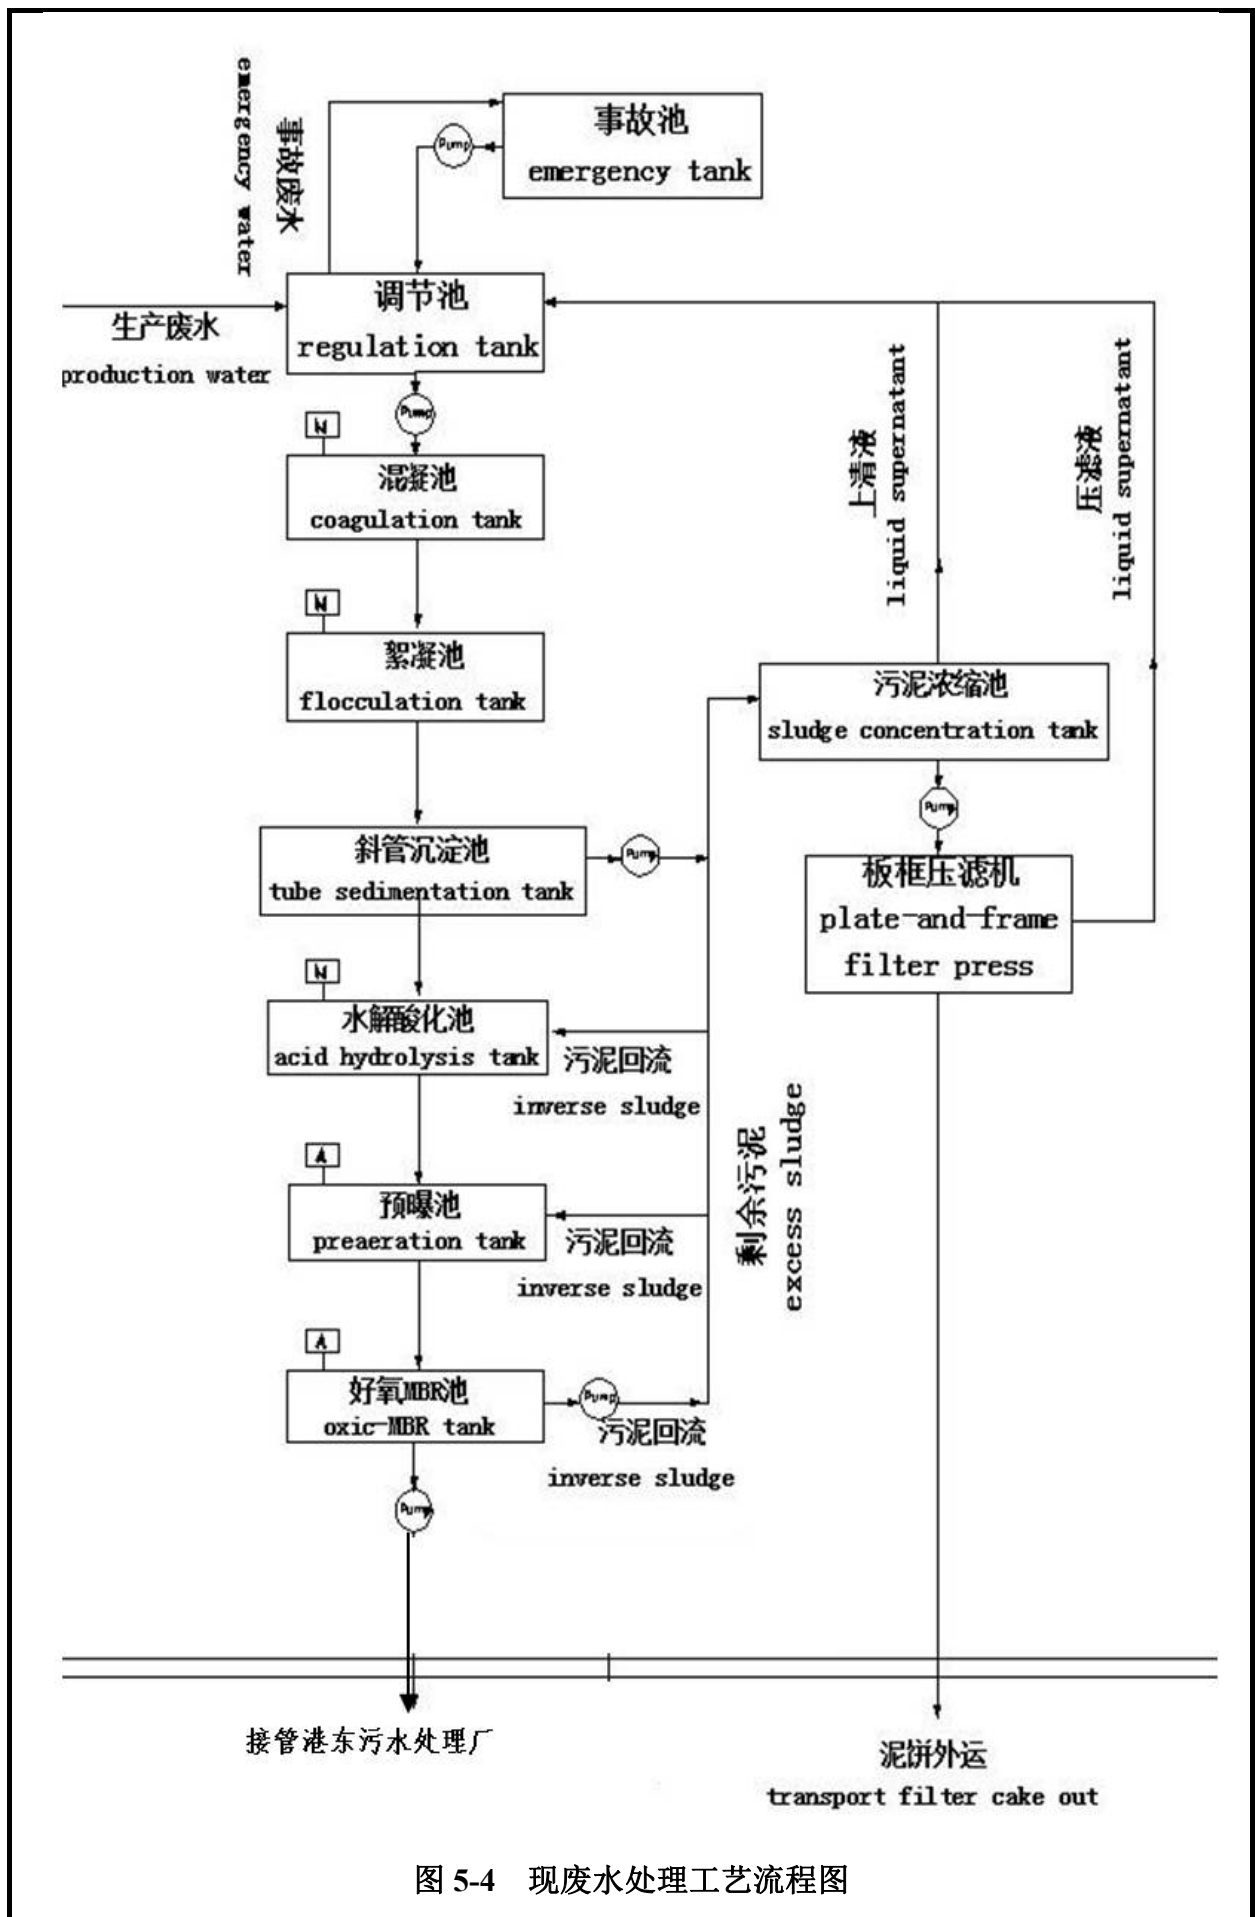 emergency water
事故废水
事故池
Pump
emergency tank
生产废水
production water
调节池
regulation tank
Pump
M
混凝池
coagulation tank
上清液
liquid supernatant
压滤液
liquid supernatant
M
絮凝池
flocculation tank
污泥浓缩池
sludge concentration tank
Pump
斜管沉淀池
tube sedimentation tank
Pump
板框压滤机
plate-and-frame
filter press
M
水解酸化池
acid hydrolysis tank
污泥回流
inverse sludge
剩余污泥
excess sludge
A
预曝池
preaeration tank
污泥回流
inverse sludge
A
好氧MBR池
oxic-MBR tank
Pump
污泥回流
inverse sludge
Pump
接管港东污水处理厂
泥饼外运
transport filter cake out
图 5-4 现废水处理工艺流程图